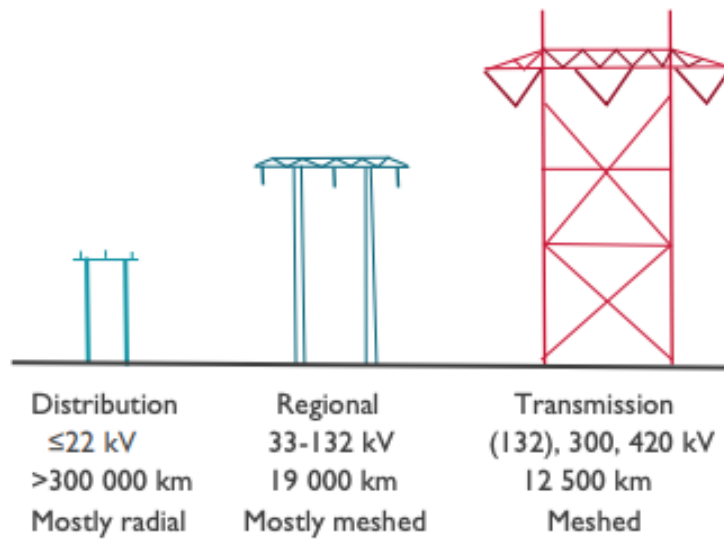 Distribution
≤22 kV
>300 000 km
Mostly radial
Regional
33-132 kV
19 000 km
Mostly meshed
Transmission
(132), 300, 420 kV
12 500 km
Meshed